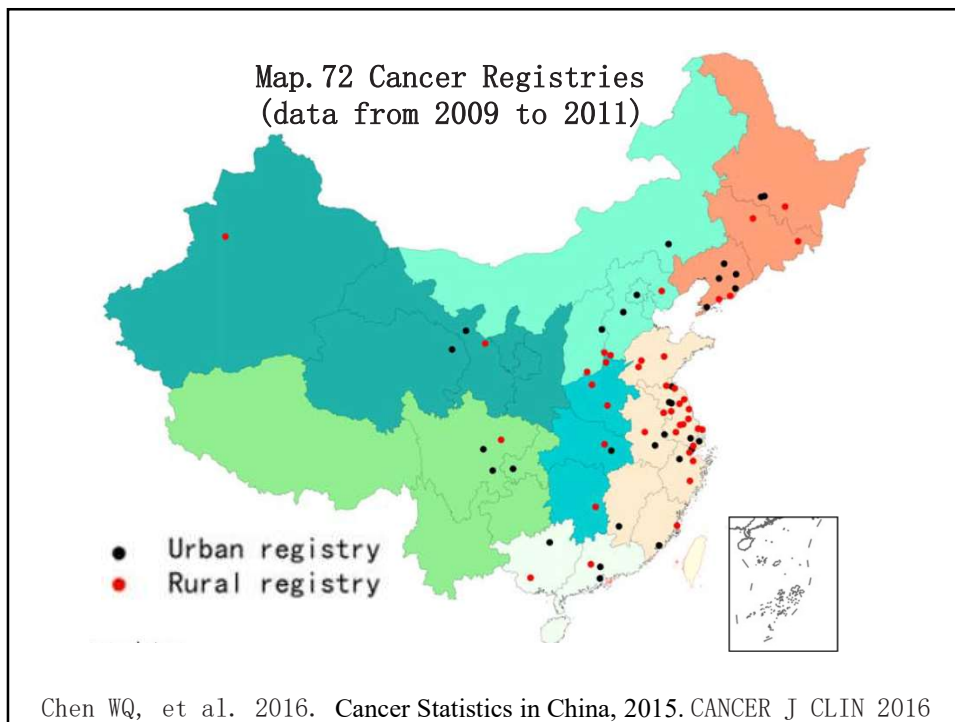 Map.72 Cancer Registries
(data from 2009 to 2011)
Urban registry
Rural registry
Chen WQ, et al. 2016. Cancer Statistics in China, 2015. CANCER J CLIN 2016